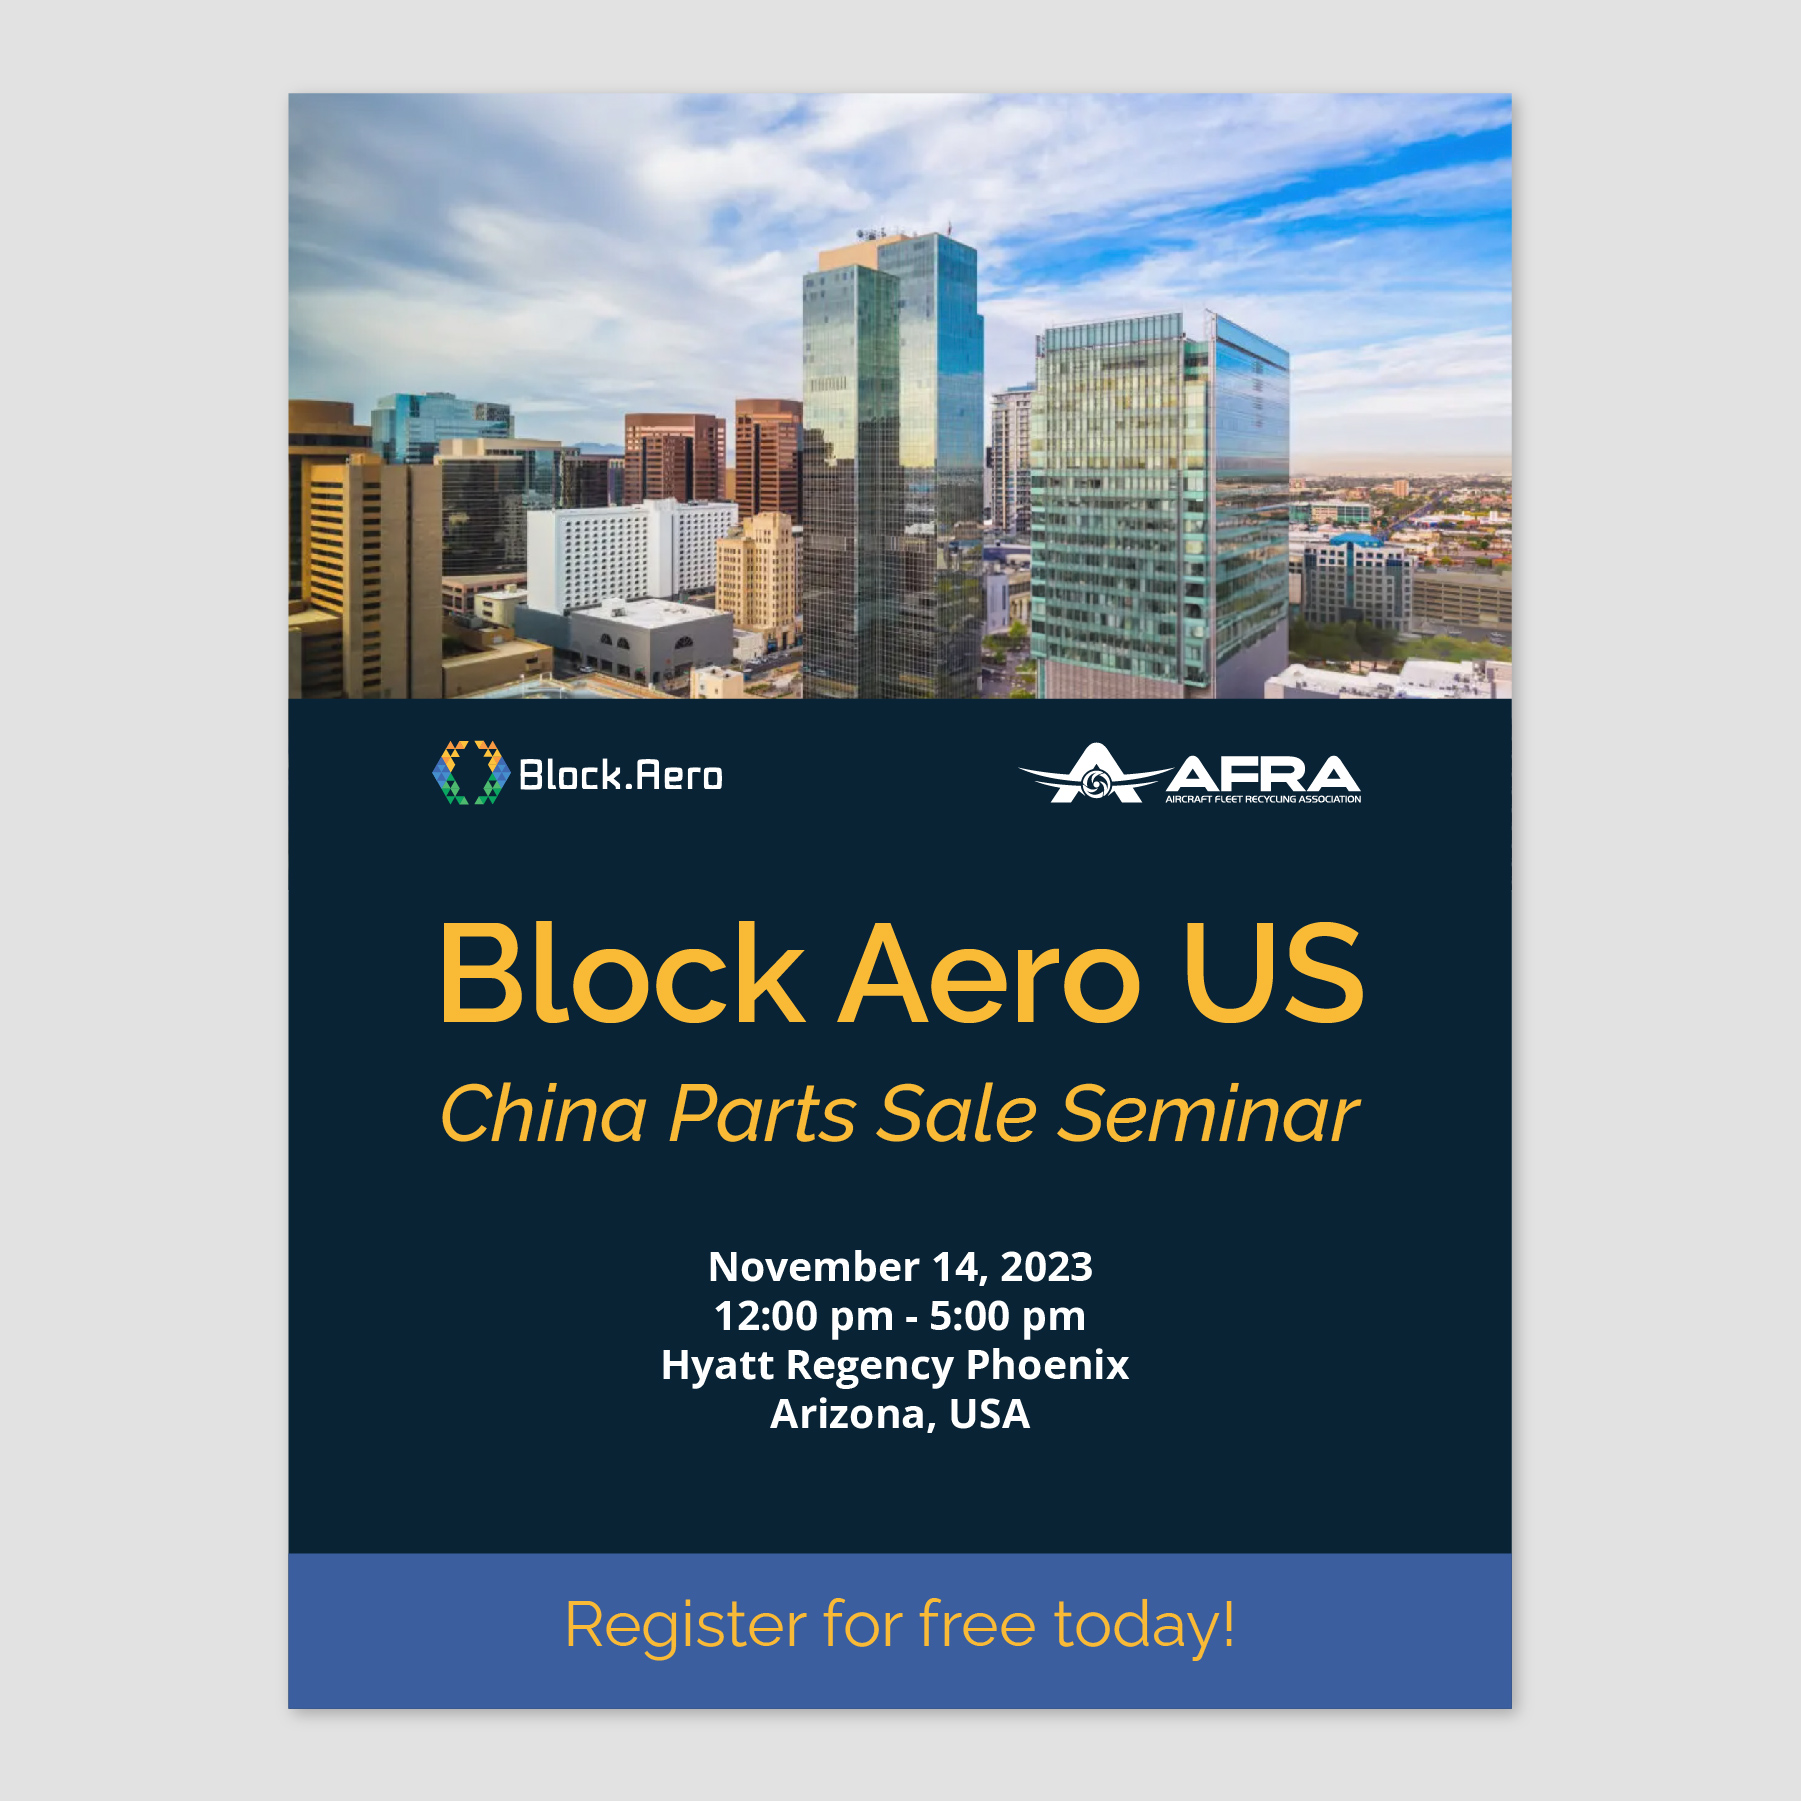 Block.Aero
AFRA
AIRCRAFT FLEET RECYCLING ASSOCIATION
Block Aero US
China Parts Sale Seminar
November 14, 2023
12:00 pm - 5:00 pm
Hyatt Regency Phoenix
Arizona, USA
Register for free today!